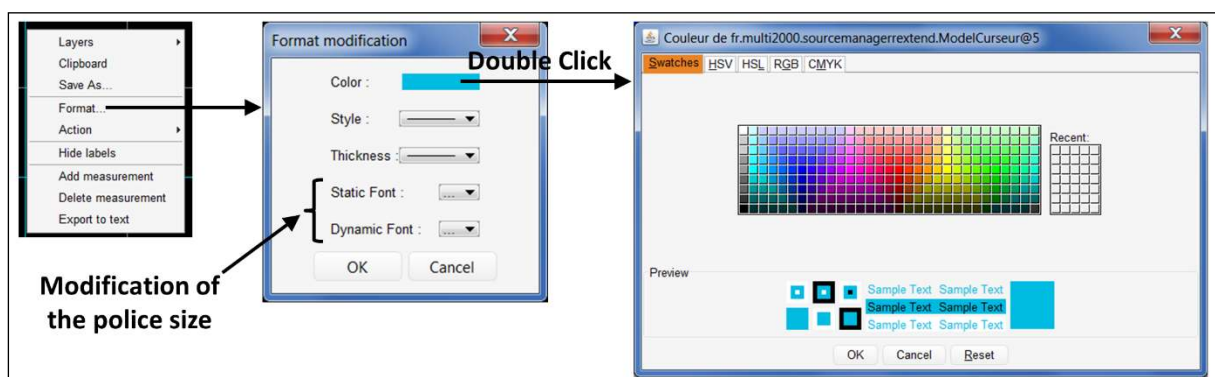 Layers
Clipboard
Save As...
Format...
Action
Hide labels
Add measurement
Delete measurement
Export to text
Modification of
the police size
Format modification
Color :
Style :
Thickness :
Static Font :
...
Dynamic Font :
...
OK Cancel
Double Click
Couleur de fr.multi2000.sourcemanagerrextend.ModelCurseur@5
Swatches HSV HSL RGB CMYK
Recent:
Preview
Sample Text Sample Text
Sample Text Sample Text
Sample Text Sample Text
OK Cancel Reset